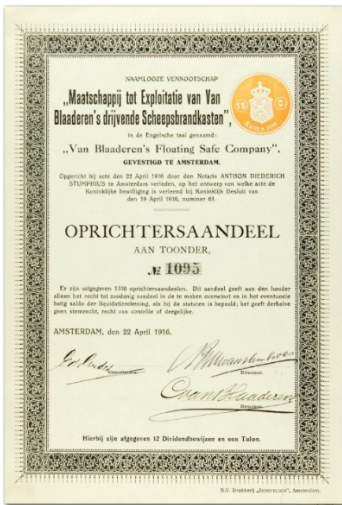 NAAMLOOZE VENNOOTSCHAP
„Maatschappij tot Exploitatie van Van
Blaaderen's drijvende Scheepsbrandkasten",
in de Engelsche taal genaamd:
„Van Blaaderen's Floating Safe Company",
GEVESTIGD TE AMSTERDAM.
Opgericht bij acte den 22 April 1916 door den Notaris ANTHON DIEDERICH
STUMPHIUS te Amsterdam verleden, op het ontwerp van welke acte de
Koninklijke bewilliging is verleend bij Koninklijk Besluit van
den 19 April 1916, nummer 61.
OPRICHTERSAANDEEL
AAN TOONDER,
№ 1095
Er zijn uitgegeven 1350 oprichtersaandeelen. Dit aandeel geeft aan den houder
alleen het recht tot zoodanig aandeel in de te maken overwinst en in het eventueele
batig saldo der liquidatierekening, als bij de statuten is bepaald; het geeft derhalve
geen stemrecht, recht van contrôle of dergelijke.
AMSTERDAM, den 22 April 1916.
Directeur.
Hierbij zijn afgegeven 12 Dividendbewijzen en een Talon.
N.V. Drukkerij Amsterdam.